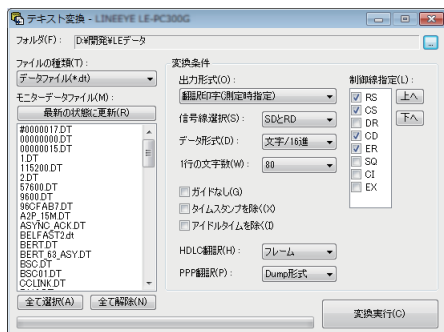 テキスト変換 - LINEEYE LE-PC300G
フォルダ(F) : D:¥開発¥LEデータ
...
ファイルの種類(T) :
データファイル(*.dt)
モニターデータファイル(M) :
最新の状態に更新(R)
#0000017.DT
00000000.DT
00000015.DT
1.DT
115200.DT
2.DT
57600.DT
9600.DT
96CFAB7.DT
A2P_15M.DT
ASYNC_ACK.DT
BELFAST2.dt
BERT.DT
BERT_63_ASY.DT
BSC.DT
BSC01.DT
CCLINK.DT
全て選択(A)
全て解除(N)
変換条件
出力形式(O) :
翻訳印字(測定時指定)
信号線選択(S) :
SDとRD
データ形式(D) :
文字/16進
1行の文字数(W) :
80
ガイドなし(G)
タイムスタンプを除く(X)
アイドルタイムを除く(I)
HDLC翻訳(H) :
フレーム
PPP翻訳(P) :
Dump形式
制御線指定(L) :
RS
CS
DR
CD
ER
SQ
CI
EX
上へ
下へ
変換実行(C)